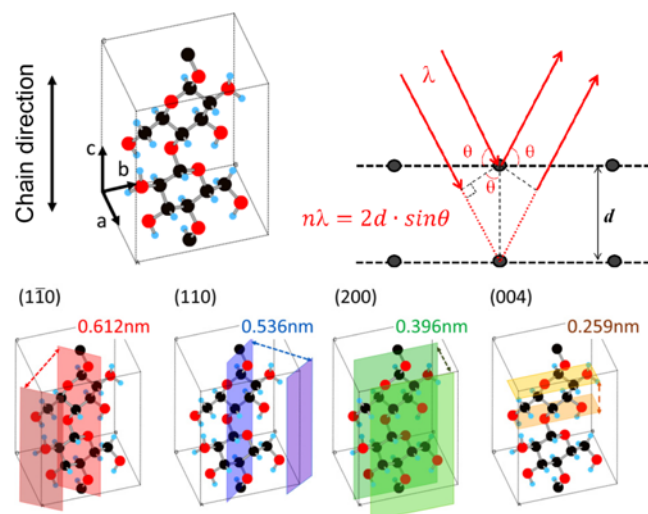 Chain direction
c
b
a
λ
θ
θ
θ
nλ = 2d · sinθ
d
(11̅0)
(110)
(200)
(004)
0.612nm
0.536nm
0.396nm
0.259nm